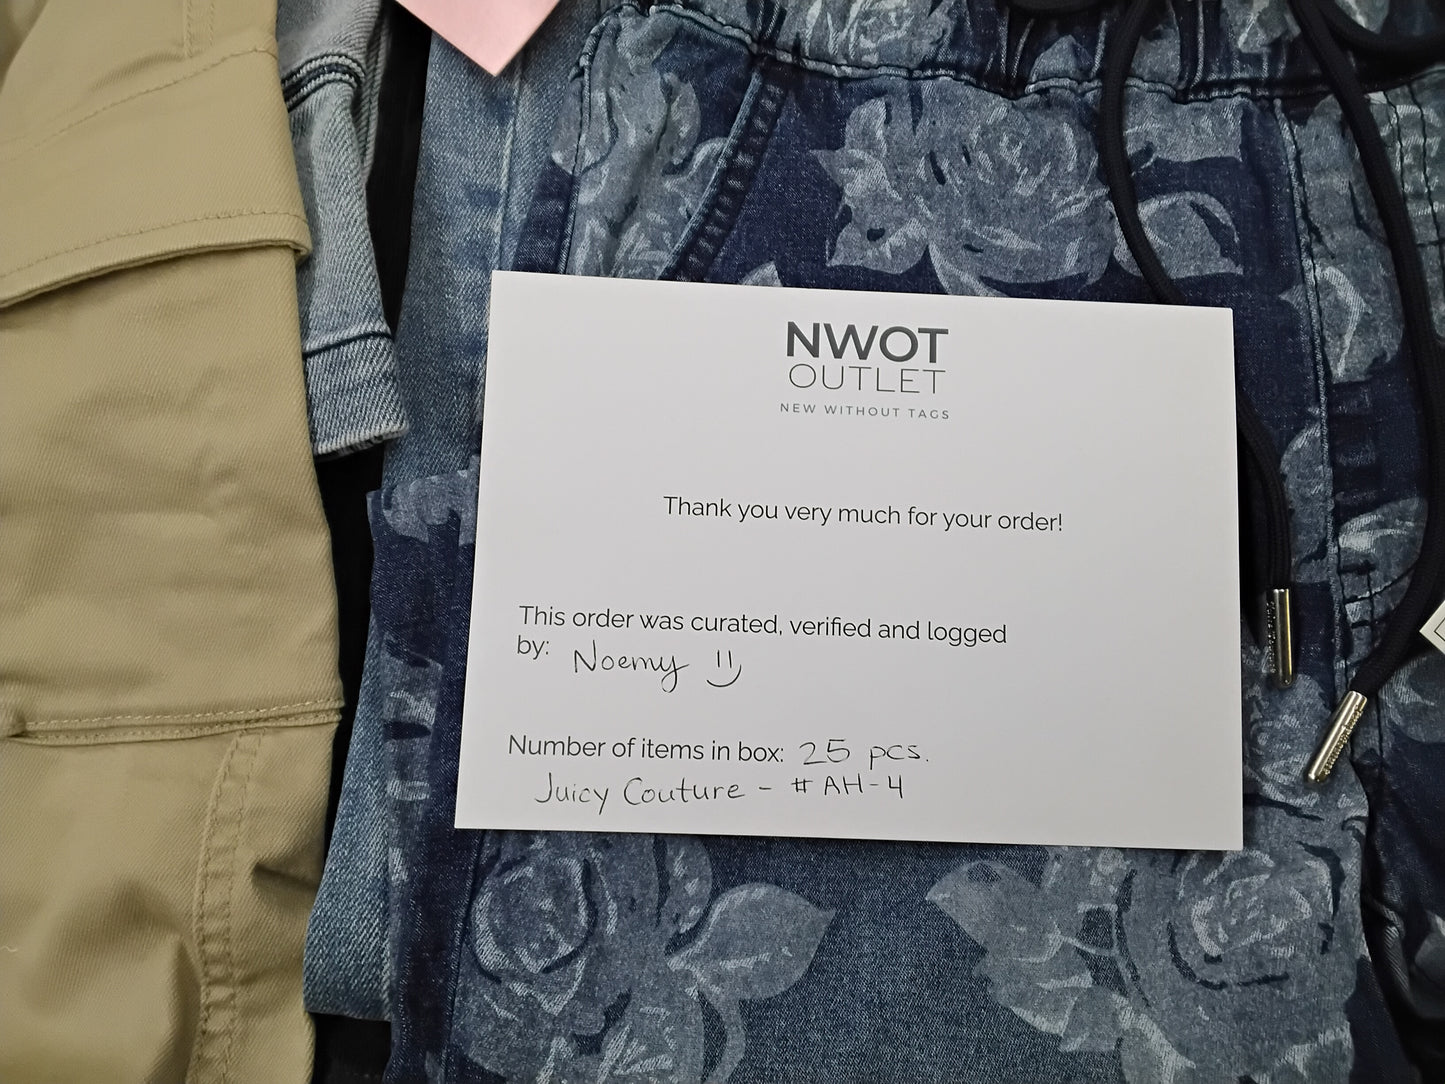 NWOT
OUTLET
NEW WITHOUT TAGS
Thank you very much for your order!
This order was curated, verified and logged
by: Noemy
Number of items in box: 25 pcs.
Juicy Couture - # AH-4